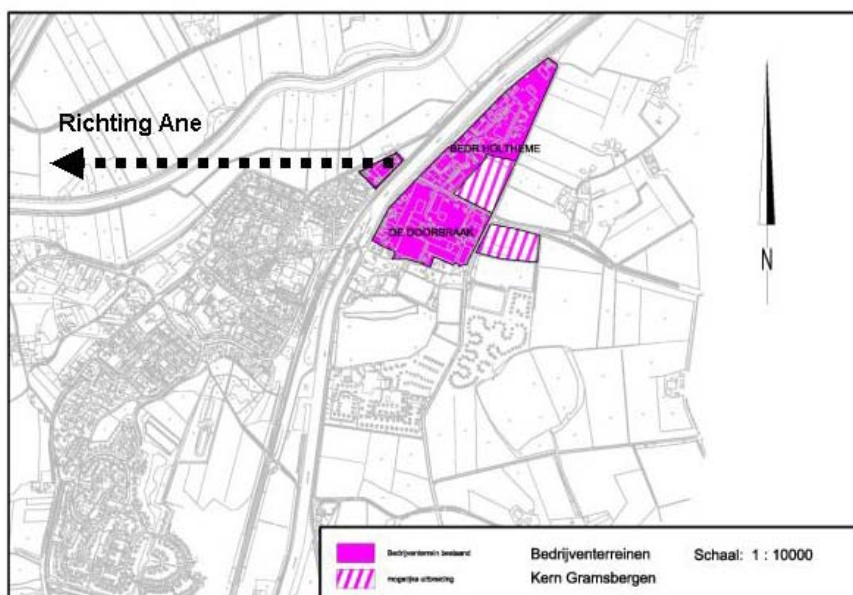 Richting Ane
BEDR.HOLTHEME
DE DOORBRAAK
N
Bedrijventerrein bestaand
mogelijke uitbreiding
Bedrijventerreinen
Kern Gramsbergen
Schaal: 1 : 10000